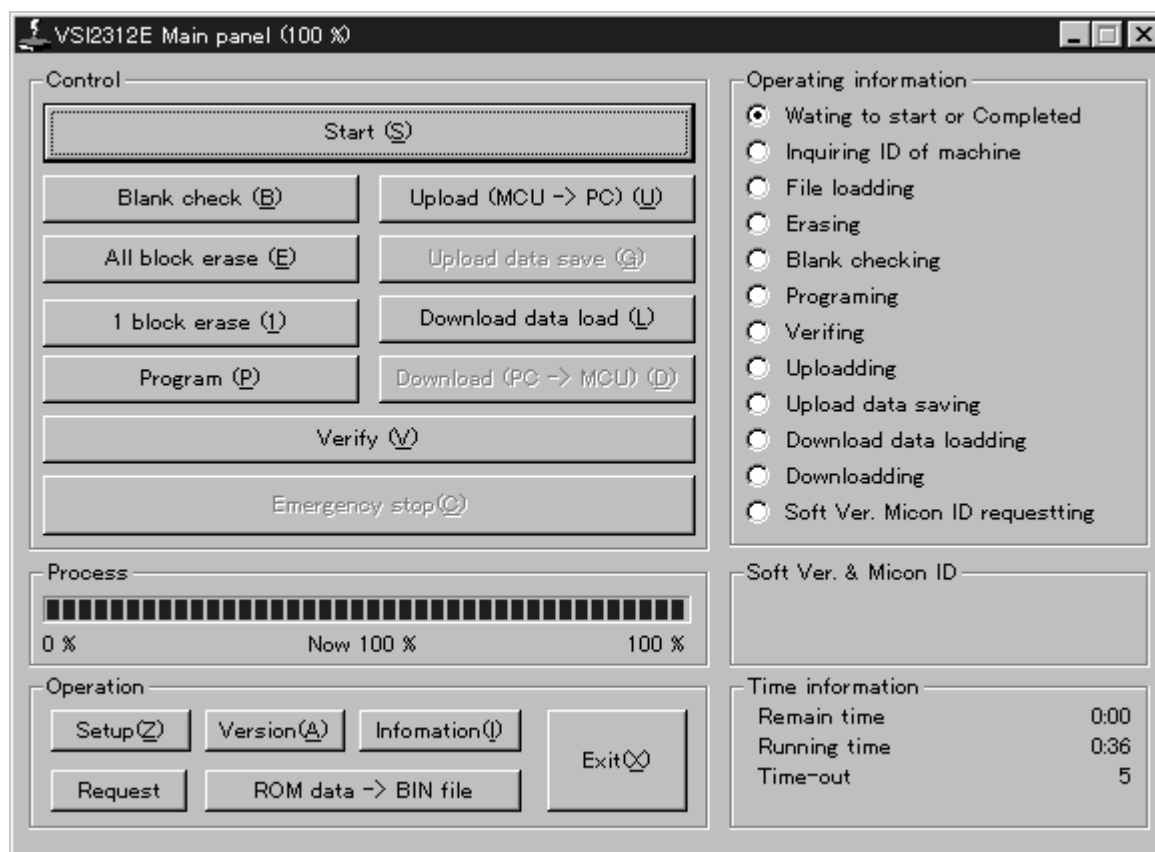 VSI2312E Main panel (100 %)
Control
Start (S)
Blank check (B)
Upload (MCU -> PC) (U)
All block erase (E)
Upload data save (G)
1 block erase (1)
Download data load (L)
Program (P)
Download (PC -> MCU) (D)
Verify (V)
Emergency stop(C)
Operating information
Wating to start or Completed
Inquiring ID of machine
File loadding
Erasing
Blank checking
Programing
Verifing
Uploadding
Upload data saving
Download data loadding
Downloadding
Soft Ver. Micon ID requestting
Process
0 %
Now 100 %
100 %
Soft Ver. & Micon ID
Operation
Setup(Z)
Version(A)
Infomation(I)
Exit(X)
Request
ROM data -> BIN file
Time information
Remain time 0:00
Running time 0:36
Time-out 5